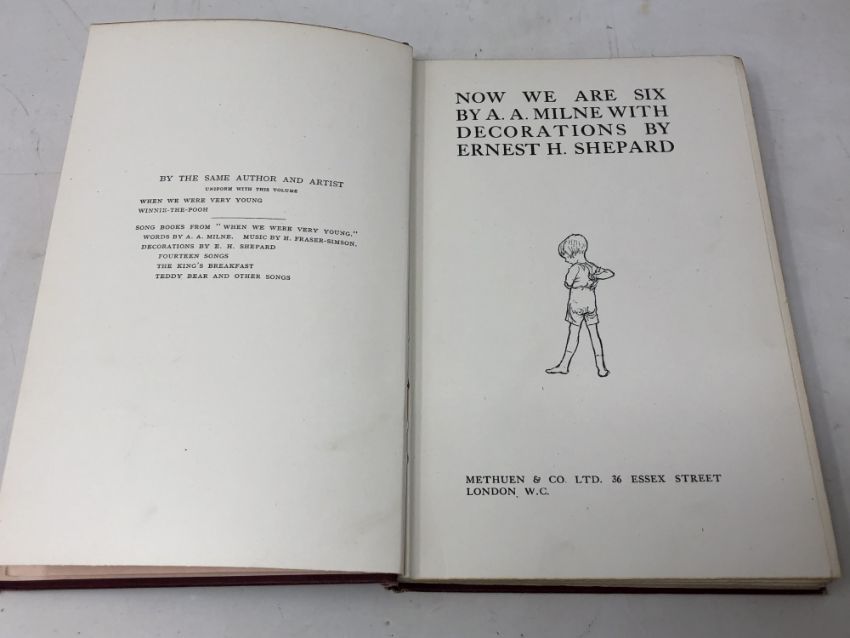 BY THE SAME AUTHOR AND ARTIST
UNIFORM WITH THIS VOLUME
WHEN WE WERE VERY YOUNG
WINNIE-THE-POOH
SONG BOOKS FROM "WHEN WE WERE VERY YOUNG."
WORDS BY A. A. MILNE. MUSIC BY H. FRASER-SIMSON.
DECORATIONS BY E. H. SHEPARD
FOURTEEN SONGS
THE KING'S BREAKFAST
TEDDY BEAR AND OTHER SONGS
NOW WE ARE SIX
BY A. A. MILNE WITH
DECORATIONS BY
ERNEST H. SHEPARD
METHUEN & CO. LTD. 36 ESSEX STREET
LONDON W.C.